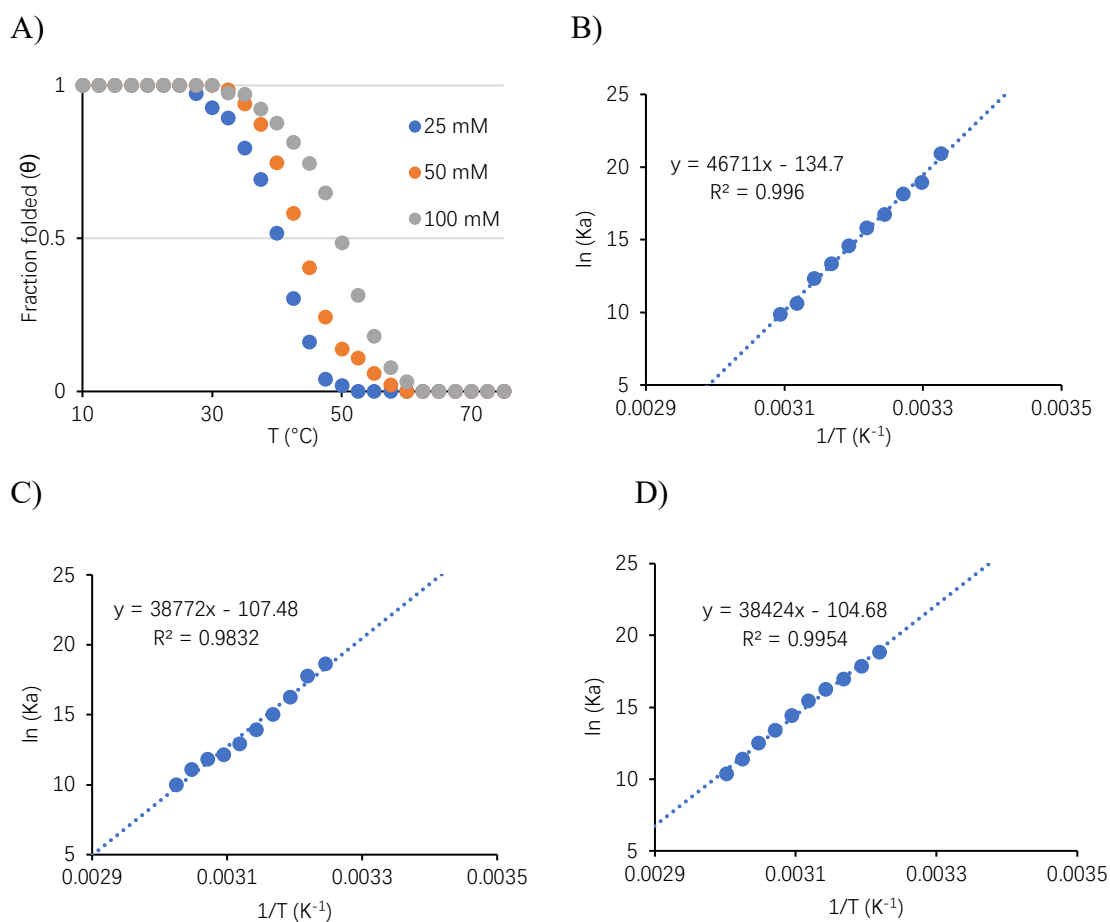 A)
1
0.5
0
10
30
50
70
Fraction folded (θ)
T (°C)
25 mM
50 mM
100 mM
B)
25
20
15
10
5
0.0029
0.0031
0.0033
0.0035
ln (Ka)
1/T (K⁻¹)
y = 46711x - 134.7
R² = 0.996
C)
25
20
15
10
5
0.0029
0.0031
0.0033
0.0035
ln (Ka)
1/T (K⁻¹)
y = 38772x - 107.48
R² = 0.9832
D)
25
20
15
10
5
0.0029
0.0031
0.0033
0.0035
ln (Ka)
1/T (K⁻¹)
y = 38424x - 104.68
R² = 0.9954